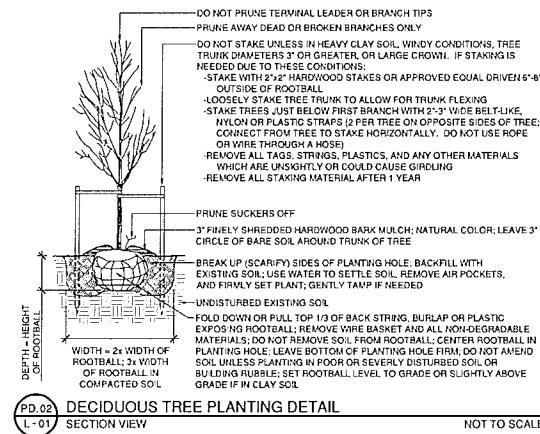 DO NOT PRUNE TERMINAL LEADER OR BRANCH TIPS
PRUNE AWAY DEAD OR BROKEN BRANCHES ONLY
DO NOT STAKE UNLESS IN HEAVY CLAY SOIL, WINDY CONDITIONS, TREE
TRUNK DIAMETERS 3" OR GREATER, OR LARGE CROWN. IF STAKING IS
NEEDED DUE TO THESE CONDITIONS:
-STAKE WITH 2"x2" HARDWOOD STAKES OR APPROVED EQUAL DRIVEN 6"-8"
OUTSIDE OF ROOTBALL
-LOOSELY STAKE TREE TRUNK TO ALLOW FOR TRUNK FLEXING
-STAKE TREES JUST BELOW FIRST BRANCH WITH 2"-3" WIDE BELT-LIKE,
NYLON OR PLASTIC STRAPS (2 PER TREE ON OPPOSITE SIDES OF TREE;
CONNECT FROM TREE TO STAKE HORIZONTALLY. DO NOT USE ROPE
OR WIRE THROUGH A HOSE)
-REMOVE ALL TAGS, STRINGS, PLASTICS, AND ANY OTHER MATERIALS
WHICH ARE UNSIGHTLY OR COULD CAUSE GIRDLING
-REMOVE ALL STAKING MATERIAL AFTER 1 YEAR
PRUNE SUCKERS OFF
3" FINELY SHREDDED HARDWOOD BARK MULCH; NATURAL COLOR; LEAVE 3"
CIRCLE OF BARE SOIL AROUND TRUNK OF TREE
BREAK UP (SCARIFY) SIDES OF PLANTING HOLE; BACKFILL WITH
EXISTING SOIL; USE WATER TO SETTLE SOIL, REMOVE AIR POCKETS,
AND FIRMLY SET PLANT; GENTLY TAMP IF NEEDED
UNDISTURBED EXISTING SOIL
FOLD DOWN OR PULL TOP 1/3 OF BACK STRING, BURLAP OR PLASTIC
EXPOSING ROOTBALL; REMOVE WIRE BASKET AND ALL NON-DEGRADABLE
MATERIALS; DO NOT REMOVE SOIL FROM ROOTBALL; CENTER ROOTBALL IN
PLANTING HOLE; LEAVE BOTTOM OF PLANTING HOLE FIRM; DO NOT AMEND
SOIL UNLESS PLANTING IN POOR OR SEVERLY DISTURBED SOIL OR
BUILDING RUBBLE; SET ROOTBALL LEVEL TO GRADE OR SLIGHTLY ABOVE
GRADE IF IN CLAY SOIL
DEPTH = HEIGHT
OF ROOTBALL
WIDTH = 2x WIDTH OF
ROOTBALL; 3x WIDTH
OF ROOTBALL IN
COMPACTED SOIL
PD.02
L-01
DECIDUOUS TREE PLANTING DETAIL
SECTION VIEW
NOT TO SCALE